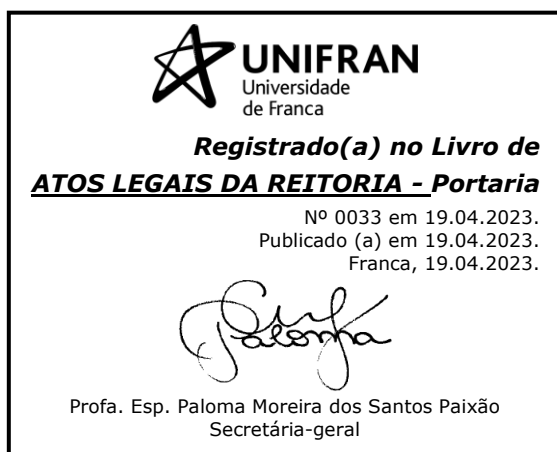 UNIFRAN
Universidade
de Franca
Registrado(a) no Livro de
ATOS LEGAIS DA REITORIA - Portaria
Nº 0033 em 19.04.2023.
Publicado (a) em 19.04.2023.
Franca, 19.04.2023.
Paloma
Profa. Esp. Paloma Moreira dos Santos Paixão
Secretária-geral